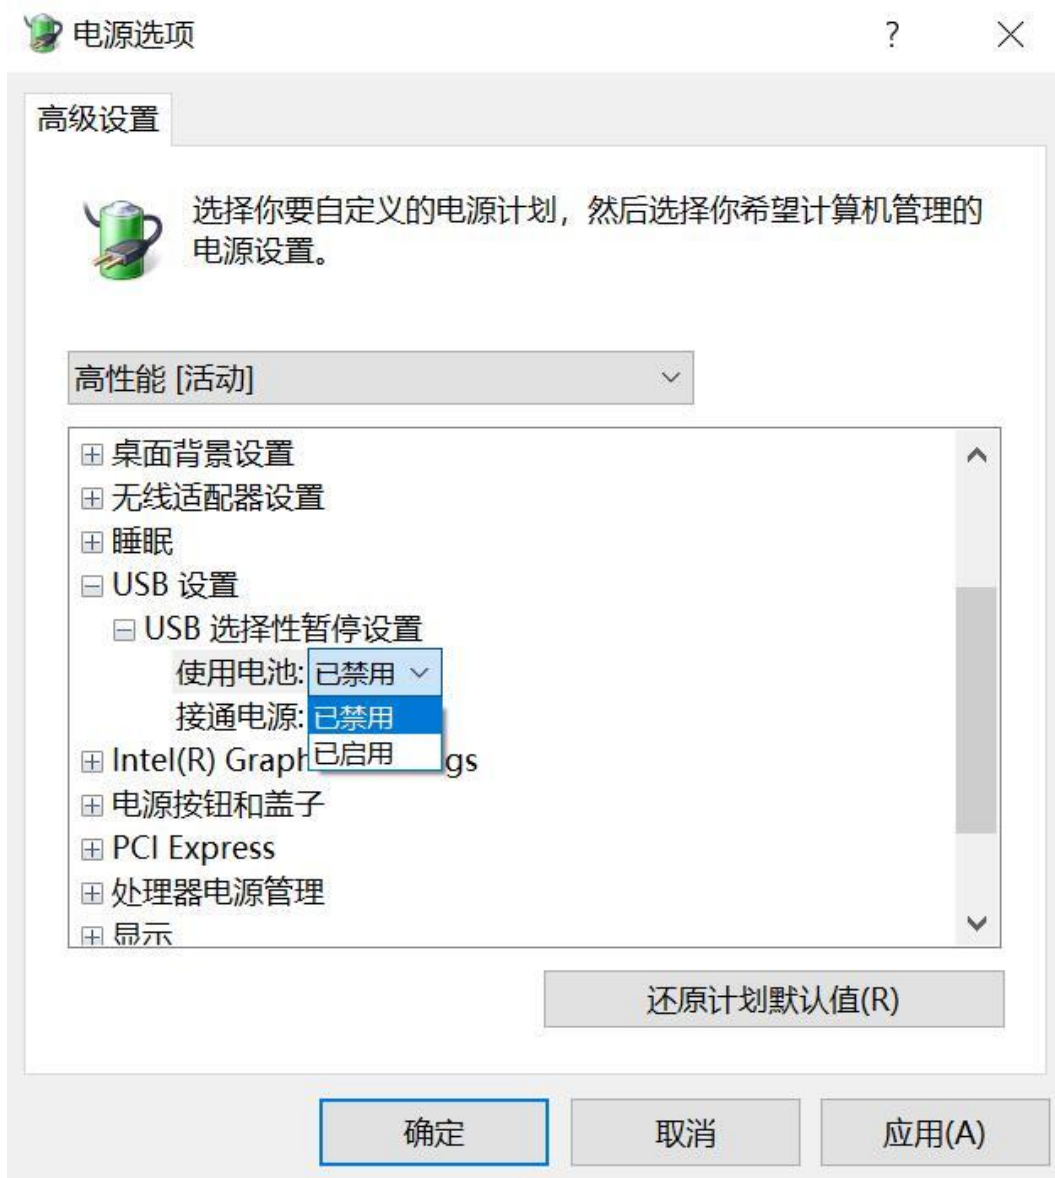 电源选项
?
高级设置
选择你要自定义的电源计划，然后选择你希望计算机管理的
电源设置。
高性能 [活动]
桌面背景设置
无线适配器设置
睡眠
USB 设置
USB 选择性暂停设置
使用电池: 已禁用
接通电源: 已禁用
已启用
Intel(R) Graph gs
电源按钮和盖子
PCI Express
处理器电源管理
显示
还原计划默认值(R)
确定 取消 应用(A)